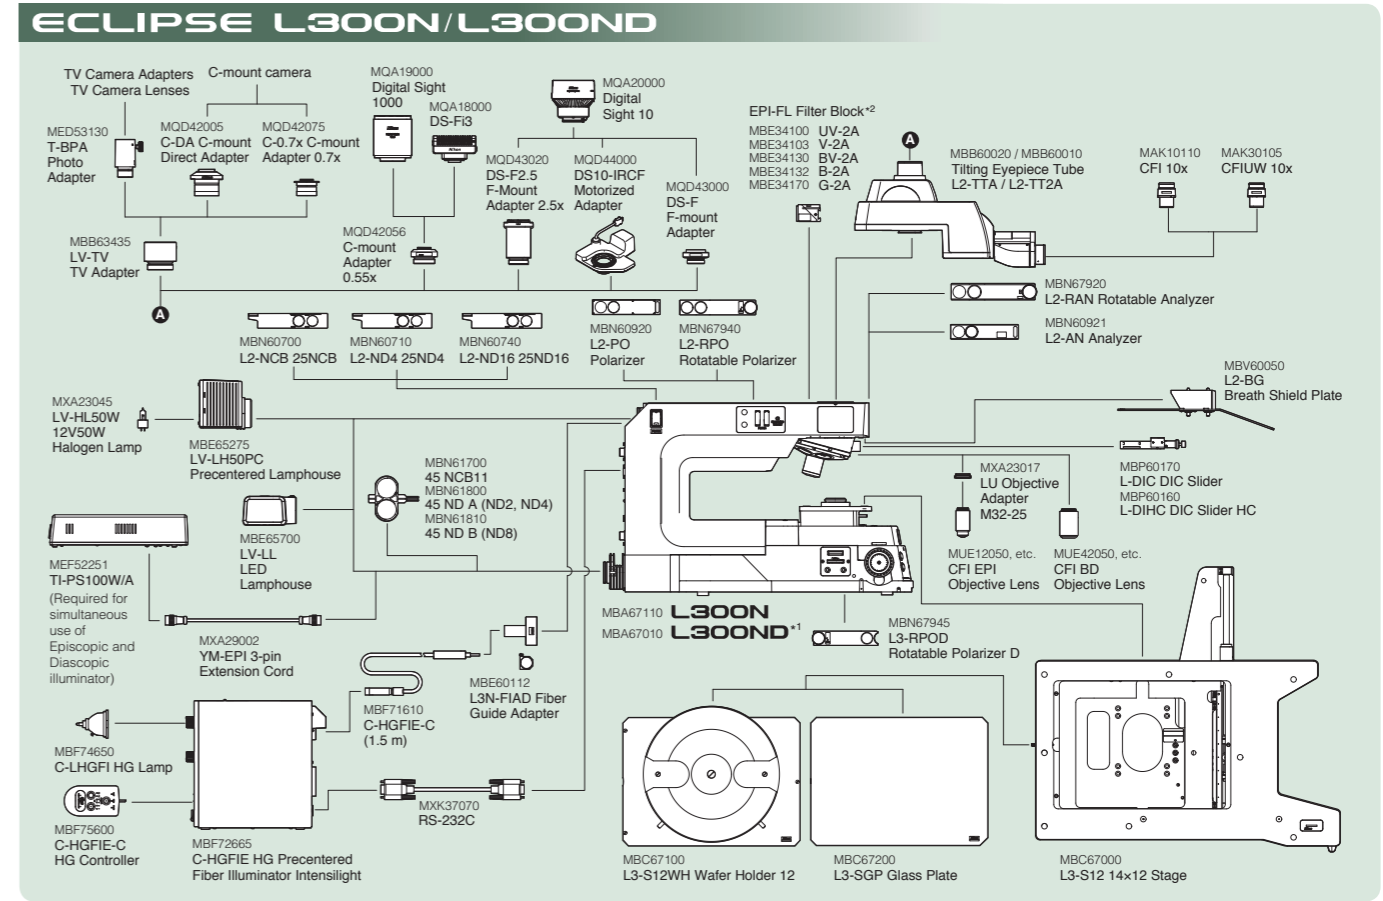 ECLIPSE L300N/L300ND
TV Camera Adapters
TV Camera Lenses
C-mount camera
MED53130
T-BPA
Photo
Adapter
MQD42005
C-DA C-mount
Direct Adapter
MQD42075
C-0.7x C-mount
Adapter 0.7x
MBB63435
LV-TV
TV Adapter
A
MQA19000
Digital Sight
1000
MQA18000
DS-Fi3
MQD42056
C-mount
Adapter
0.55x
MQA20000
Digital
Sight 10
MQD43020
DS-F2.5
F-Mount
Adapter 2.5x
MQD44000
DS10-IRCF
Motorized
Adapter
MQD43000
DS-F
F-mount
Adapter
EPI-FL Filter Block*2
MBE34100 UV-2A
MBE34103 V-2A
MBE34130 BV-2A
MBE34132 B-2A
MBE34170 G-2A
A
MBB60020 / MBB60010
Tilting Eyepiece Tube
L2-TTA / L2-TT2A
MAK10110
CFI 10x
MAK30105
CFIUW 10x
MBN67920
L2-RAN Rotatable Analyzer
MBN60921
L2-AN Analyzer
MBN60700
L2-NCB 25NCB
MBN60710
L2-ND4 25ND4
MBN60740
L2-ND16 25ND16
MBN60920
L2-PO
Polarizer
MBN67940
L2-RPO
Rotatable Polarizer
MBV60050
L2-BG
Breath Shield Plate
MXA23045
LV-HL50W
12V50W
Halogen Lamp
MBE65275
LV-LH50PC
Precentered Lamphouse
MBN61700
45 NCB11
MBN61800
45 ND A (ND2, ND4)
MBN61810
45 ND B (ND8)
MBE65700
LV-LL
LED
Lamphouse
MXA23017
LU Objective
Adapter
M32-25
MBP60170
L-DIC DIC Slider
MBP60160
L-DIHC DIC Slider HC
MUE12050, etc.
CFI EPI
Objective Lens
MUE42050, etc.
CFI BD
Objective Lens
MEF52251
TI-PS100W/A
(Required for
simultaneous
use of
Episcopic and
Diascopic
illuminator)
MXA29002
YM-EPI 3-pin
Extension Cord
MBA67110 L300N
MBA67010 L300ND*1
MBN67945
L3-RPOD
Rotatable Polarizer D
MBE60112
L3N-FIAD Fiber
Guide Adapter
MBF71610
C-HGFIE-C
(1.5 m)
MBF74650
C-LHGFI HG Lamp
MBF75600
C-HGFIE-C
HG Controller
MBF72665
C-HGFIE HG Precentered
Fiber Illuminator Intensilight
MXK37070
RS-232C
MBC67100
L3-S12WH Wafer Holder 12
MBC67200
L3-SGP Glass Plate
MBC67000
L3-S12 14×12 Stage